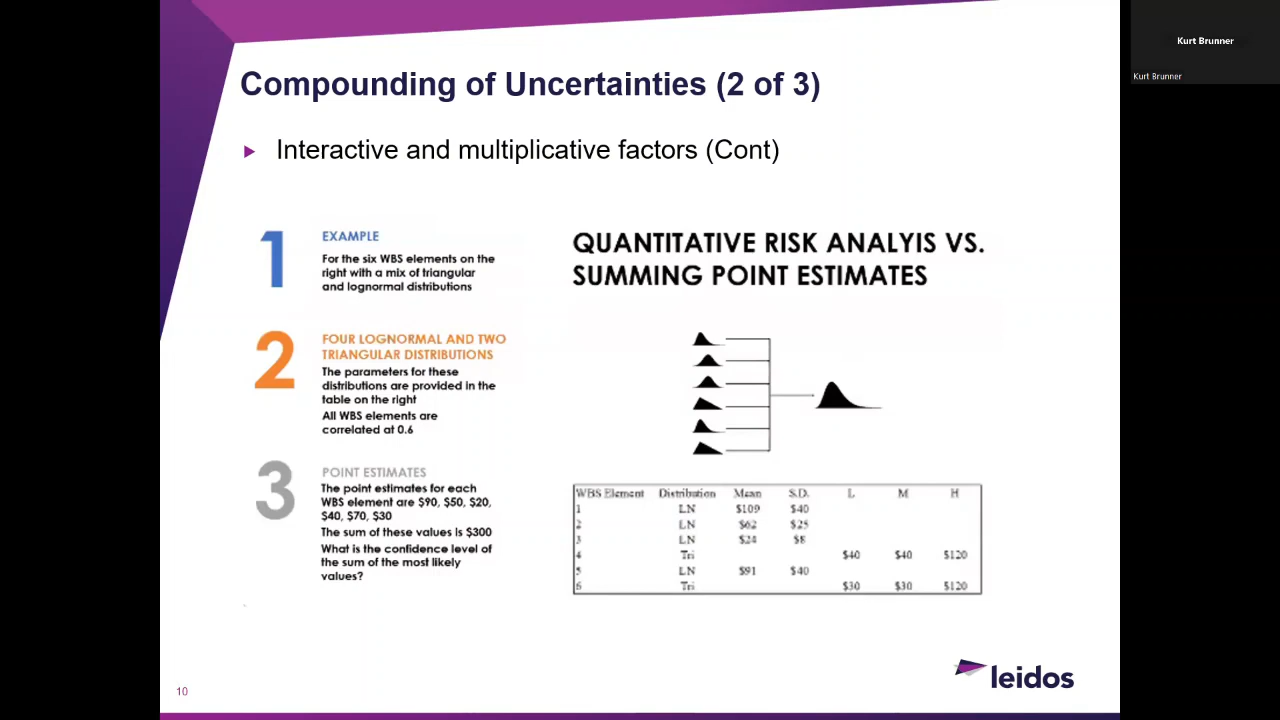 Compounding of Uncertainties (2 of 3)
Interactive and multiplicative factors (Cont)
1
EXAMPLE
For the six WBS elements on the
right with a mix of triangular
and lognormal distributions
2
FOUR LOGNORMAL AND TWO
TRIANGULAR DISTRIBUTIONS
The parameters for these
distributions are provided in the
table on the right
All WBS elements are
correlated at 0.6
3
POINT ESTIMATES
The point estimates for each
WBS element are $90, $50, $20,
$40, $70, $30
The sum of these values is $300
What is the confidence level of
the sum of the most likely
values?
QUANTITATIVE RISK ANALYIS VS.
SUMMING POINT ESTIMATES
WBS Element Distribution Mean S.D. L M H
1 LN $109 $40
2 LN $62 $25
3 LN $24 $8
4 Tri $40 $40 $120
5 LN $91 $40
6 Tri $30 $30 $120
10
leidos
Kurt Brunner
Kurt Brunner